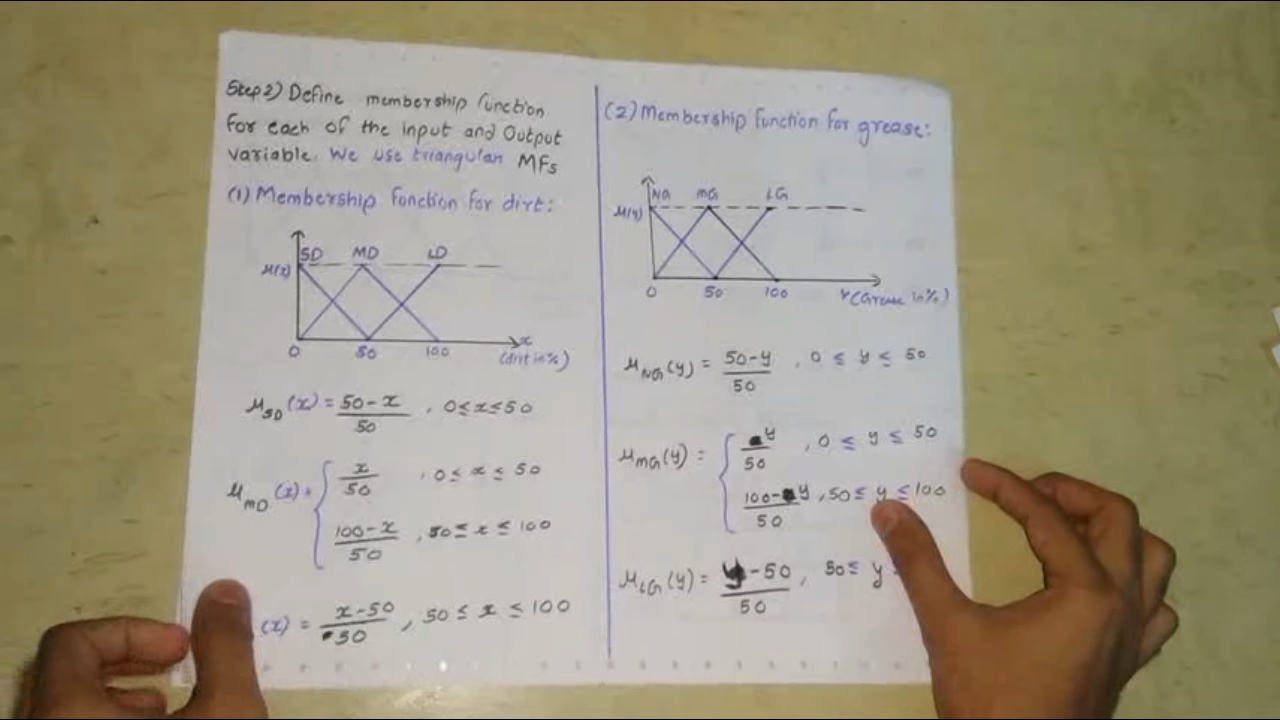 Step 2) Define membership function
for each of the Input and Output
variable. We use triangular MFs
(1) Membership function for dirt:
SD MD LD
μ(x)
0 50 100
x
(dirt in %)
μSD (x) = 50-x / 50 , 0≤x≤50
μMD (x) = { x / 50 , 0 ≤ x ≤ 50
100-x / 50 , 50 ≤ x ≤ 100
(x) = x-50 / 50 , 50 ≤ x ≤ 100
(2) Membership function for grease:
NG MG LG
μ(y)
0 50 100 (Grease in %)
μNG (y) = 50-y / 50 , 0 ≤ y ≤ 50
μMG (y) = { y / 50 , 0 ≤ y ≤ 50
100-y / 50 , 50 ≤ y ≤ 100
μLG (y) = y-50 / 50 , 50 ≤ y